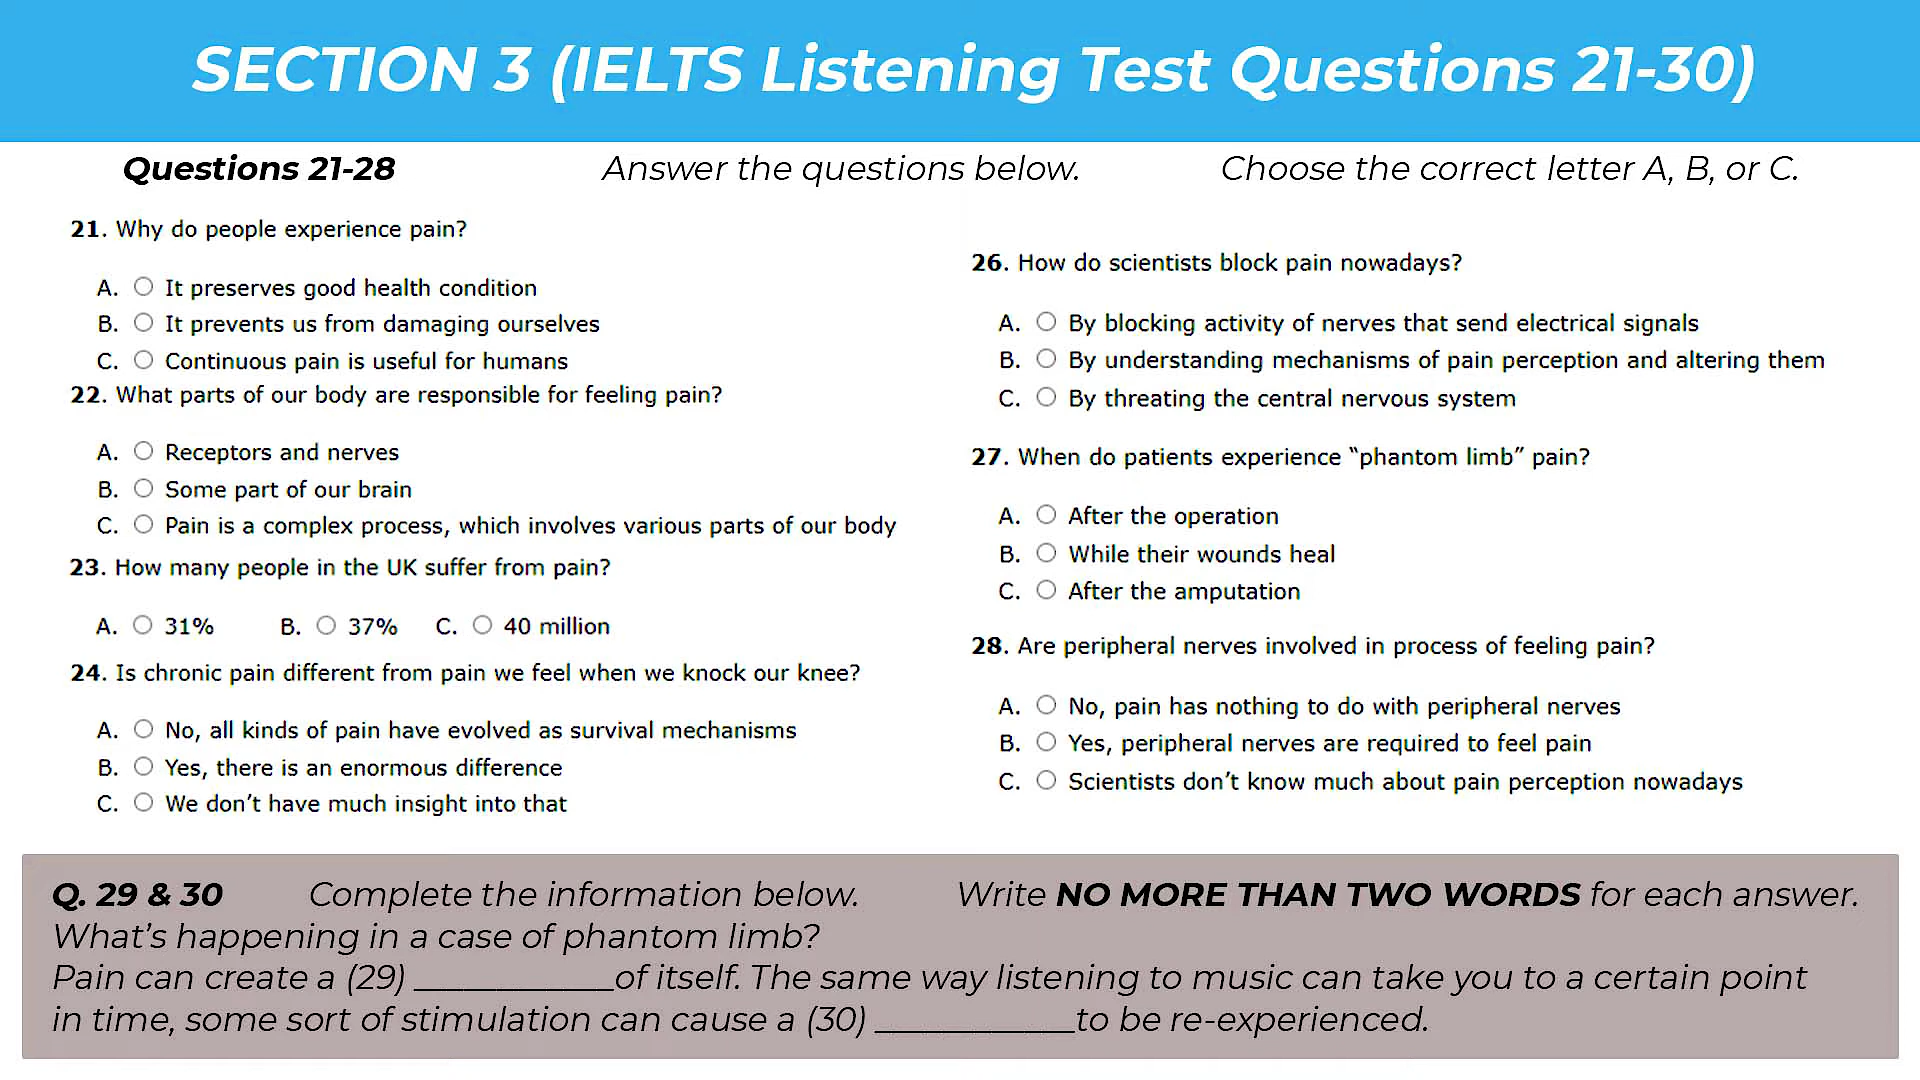 SECTION 3 (IELTS Listening Test Questions 21-30)
Questions 21-28 Answer the questions below. Choose the correct letter A, B, or C.
21. Why do people experience pain?
A. It preserves good health condition
B. It prevents us from damaging ourselves
C. Continuous pain is useful for humans
22. What parts of our body are responsible for feeling pain?
A. Receptors and nerves
B. Some part of our brain
C. Pain is a complex process, which involves various parts of our body
23. How many people in the UK suffer from pain?
A. 31% B. 37% C. 40 million
24. Is chronic pain different from pain we feel when we knock our knee?
A. No, all kinds of pain have evolved as survival mechanisms
B. Yes, there is an enormous difference
C. We don't have much insight into that
26. How do scientists block pain nowadays?
A. By blocking activity of nerves that send electrical signals
B. By understanding mechanisms of pain perception and altering them
C. By threating the central nervous system
27. When do patients experience "phantom limb" pain?
A. After the operation
B. While their wounds heal
C. After the amputation
28. Are peripheral nerves involved in process of feeling pain?
A. No, pain has nothing to do with peripheral nerves
B. Yes, peripheral nerves are required to feel pain
C. Scientists don't know much about pain perception nowadays
Q. 29 & 30 Complete the information below. Write NO MORE THAN TWO WORDS for each answer.
What's happening in a case of phantom limb?
Pain can create a (29) ____________of itself. The same way listening to music can take you to a certain point
in time, some sort of stimulation can cause a (30) ____________to be re-experienced.